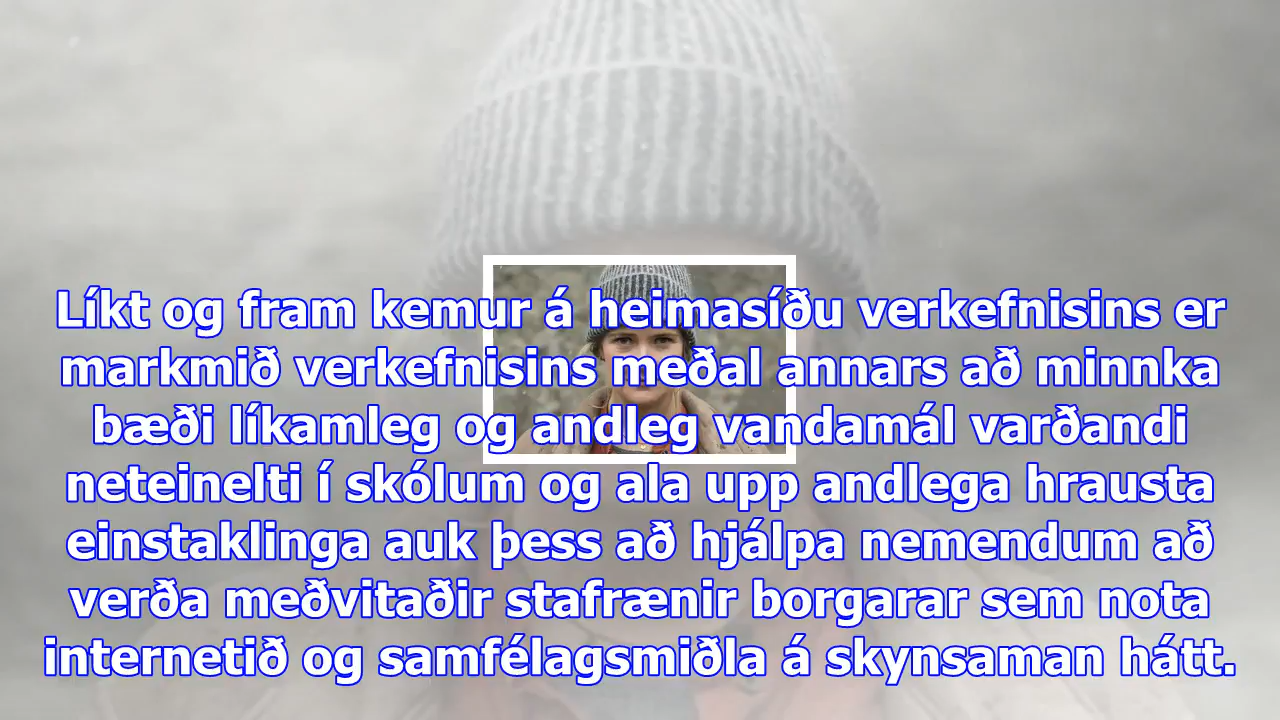 Líkt og fram kemur á heimasíðu verkefnisins er
markmið verkefnisins meðal annars að minnka
bæði líkamleg og andleg vandamál varðandi
neteinelti í skólum og ala upp andlega hrausta
einstaklinga auk þess að hjálpa nemendum að
verða meðvitaðir stafrænir borgarar sem nota
internetið og samfélagsmiðla á skynsaman hátt.